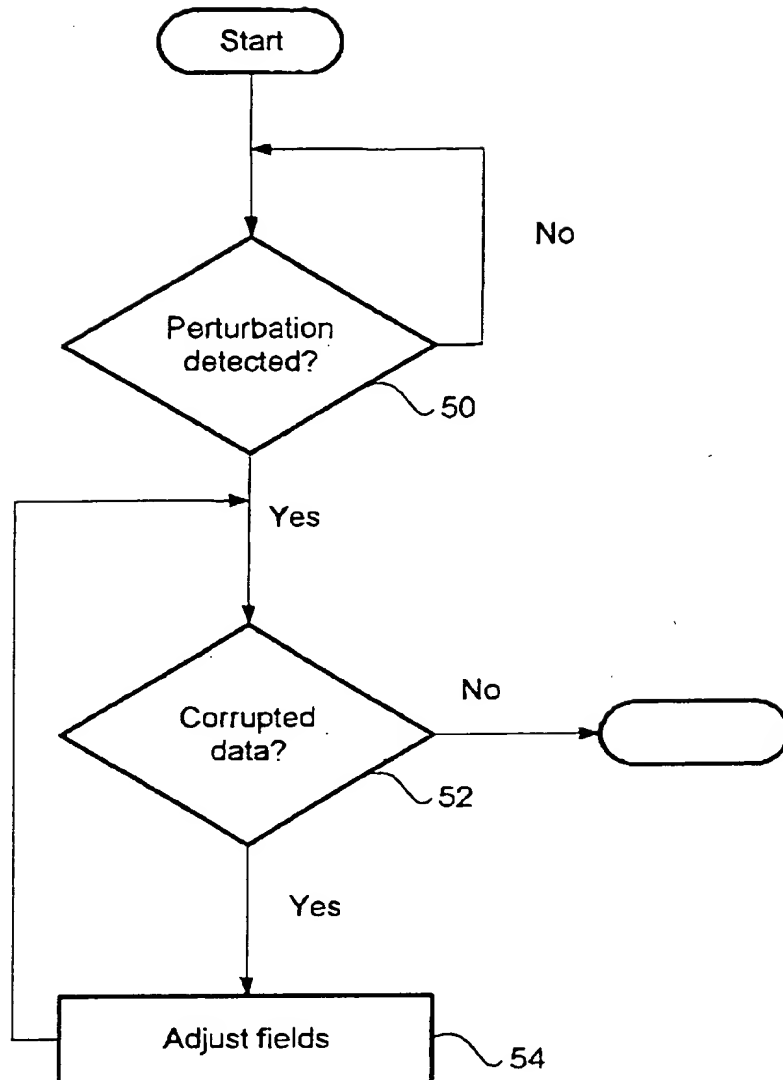 Start
No
Perturbation
detected?
50
Yes
No
Corrupted
data?
52
Yes
Adjust fields
54